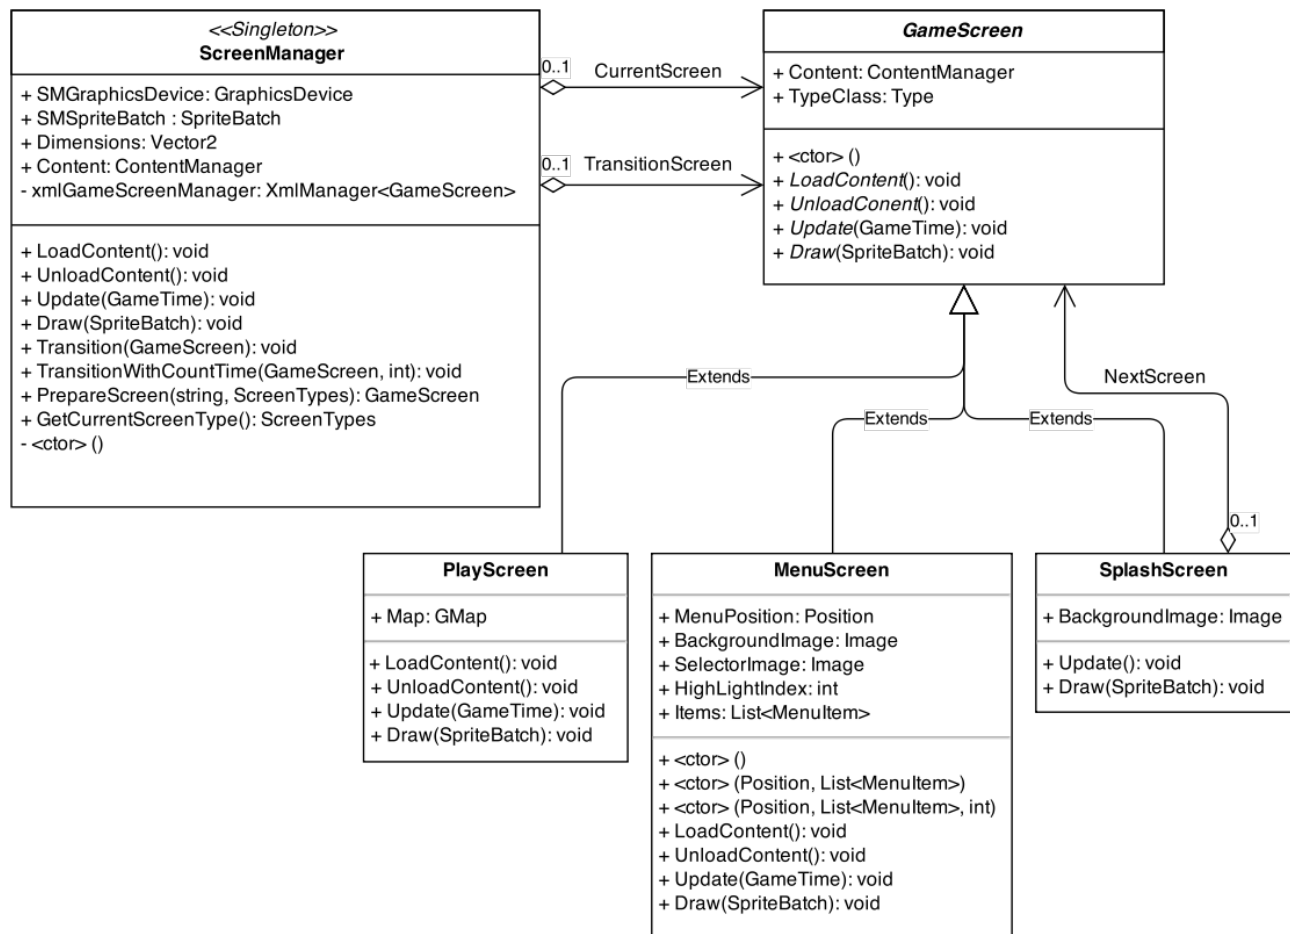 <<Singleton>>
ScreenManager
+ SMGraphicsDevice: GraphicsDevice
+ SMSpriteBatch : SpriteBatch
+ Dimensions: Vector2
+ Content: ContentManager
- xmlGameScreenManager: XmlManager<GameScreen>
+ LoadContent(): void
+ UnloadContent(): void
+ Update(GameTime): void
+ Draw(SpriteBatch): void
+ Transition(GameScreen): void
+ TransitionWithCountTime(GameScreen, int): void
+ PrepareScreen(string, ScreenTypes): GameScreen
+ GetCurrentScreenType(): ScreenTypes
- <ctor> ()
0..1
CurrentScreen
0..1
TransitionScreen
GameScreen
+ Content: ContentManager
+ TypeClass: Type
+ <ctor> ()
+ LoadContent(): void
+ UnloadConent(): void
+ Update(GameTime): void
+ Draw(SpriteBatch): void
Extends
Extends
Extends
NextScreen
0..1
PlayScreen
+ Map: GMap
+ LoadContent(): void
+ UnloadContent(): void
+ Update(GameTime): void
+ Draw(SpriteBatch): void
MenuScreen
+ MenuPosition: Position
+ BackgroundImage: Image
+ SelectorImage: Image
+ HighLightIndex: int
+ Items: List<MenuItem>
+ <ctor> ()
+ <ctor> (Position, List<MenuItem>)
+ <ctor> (Position, List<MenuItem>, int)
+ LoadContent(): void
+ UnloadContent(): void
+ Update(GameTime): void
+ Draw(SpriteBatch): void
SplashScreen
+ BackgroundImage: Image
+ Update(): void
+ Draw(SpriteBatch): void